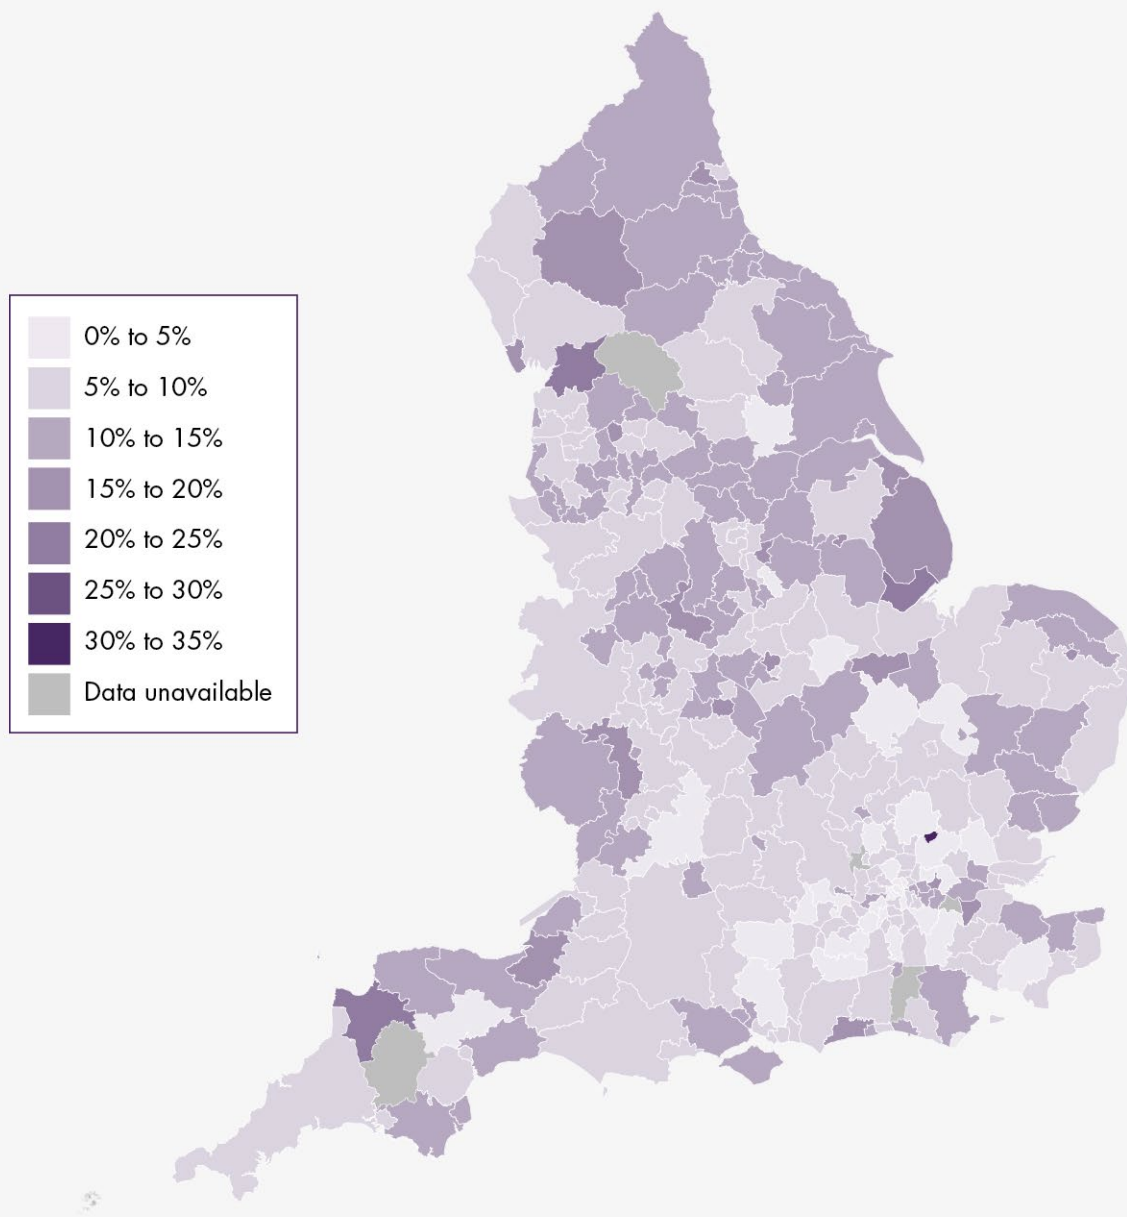 0% to 5%
5% to 10%
10% to 15%
15% to 20%
20% to 25%
25% to 30%
30% to 35%
Data unavailable